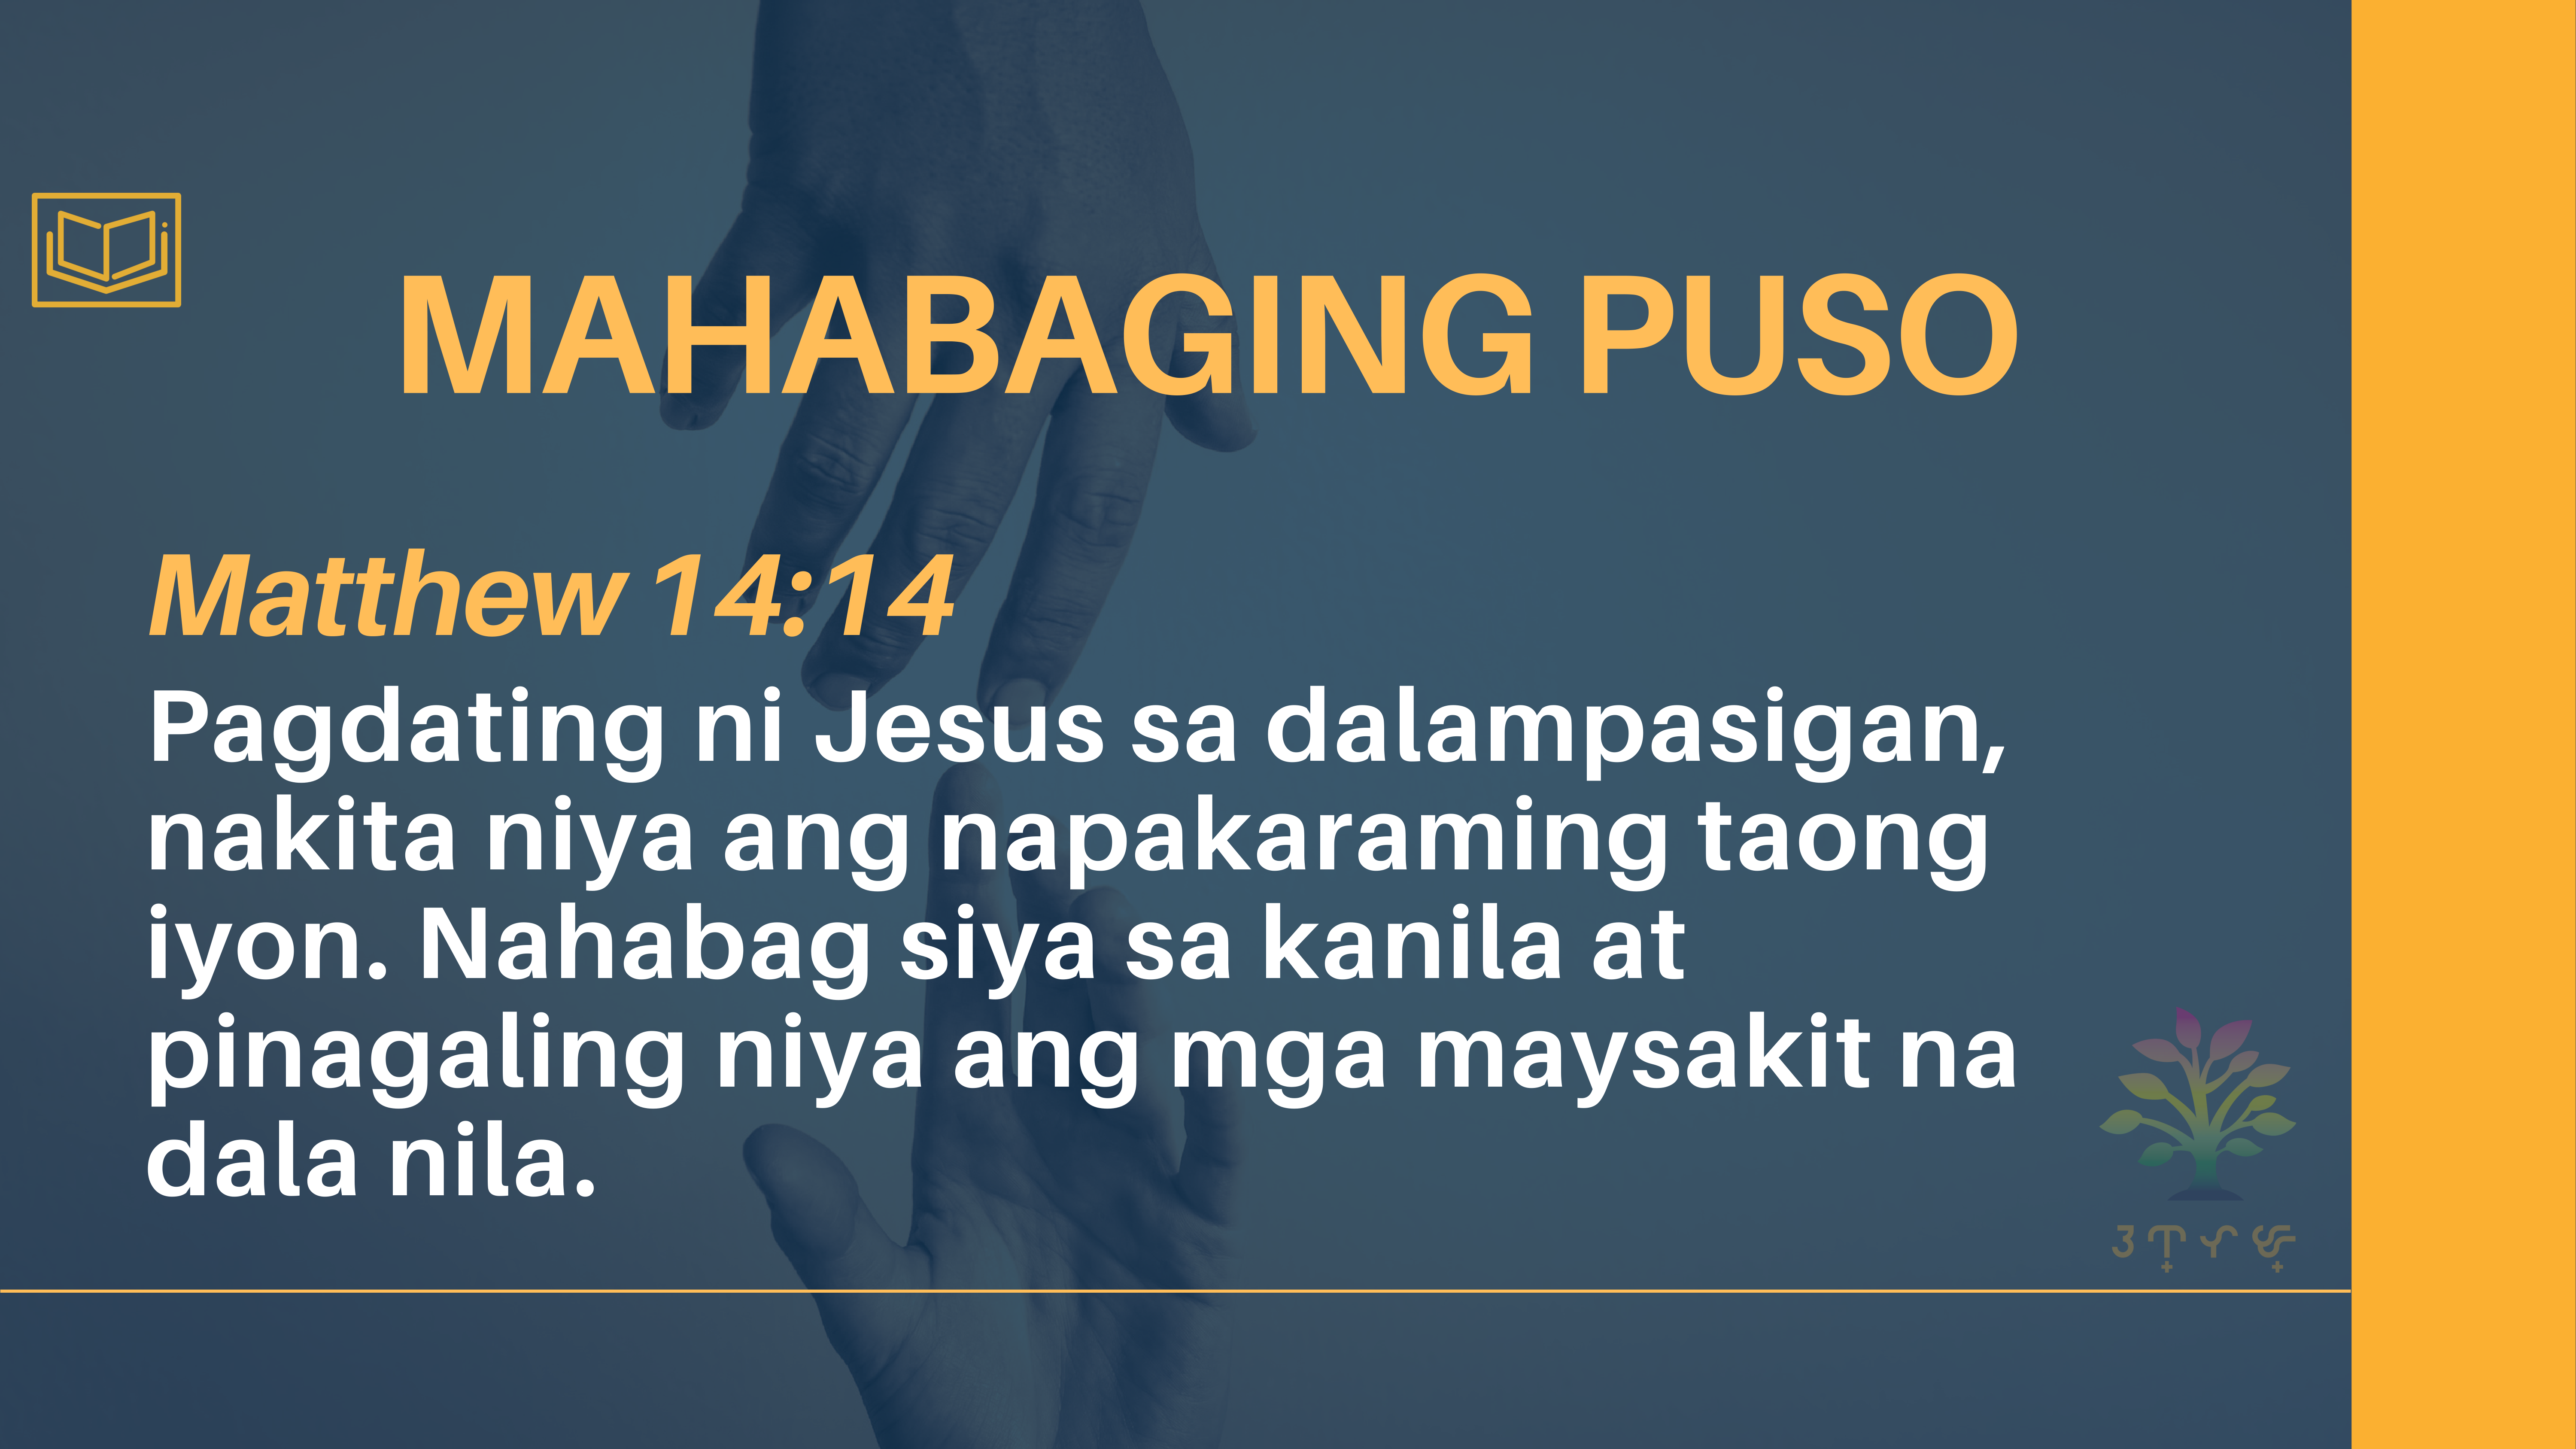 MAHABAGING PUSO
Matthew 14:14
Pagdating ni Jesus sa dalampasigan,
nakita niya ang napakaraming taong
iyon. Nahabag siya sa kanila at
pinagaling niya ang mga maysakit na
dala nila.